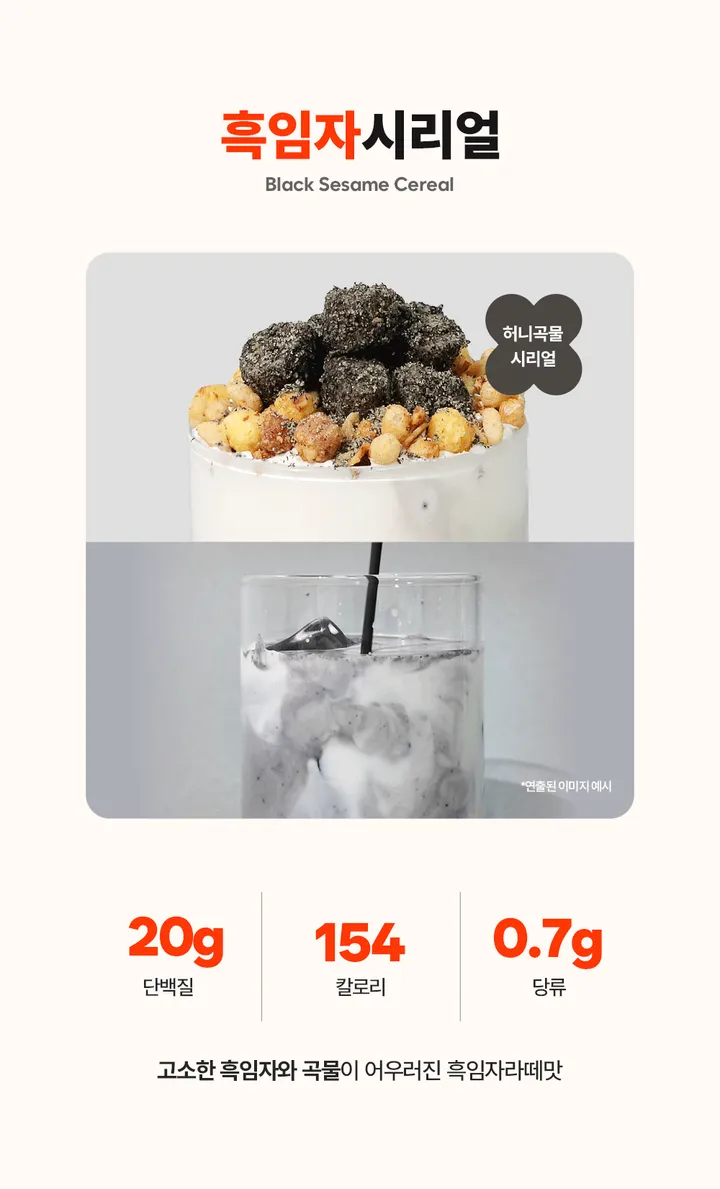 흑임자시리얼
Black Sesame Cereal
허니곡물
시리얼
*연출된 이미지 예시
20g
단백질
154
칼로리
0.7g
당류
고소한 흑임자와 곡물이 어우러진 흑임자라떼맛